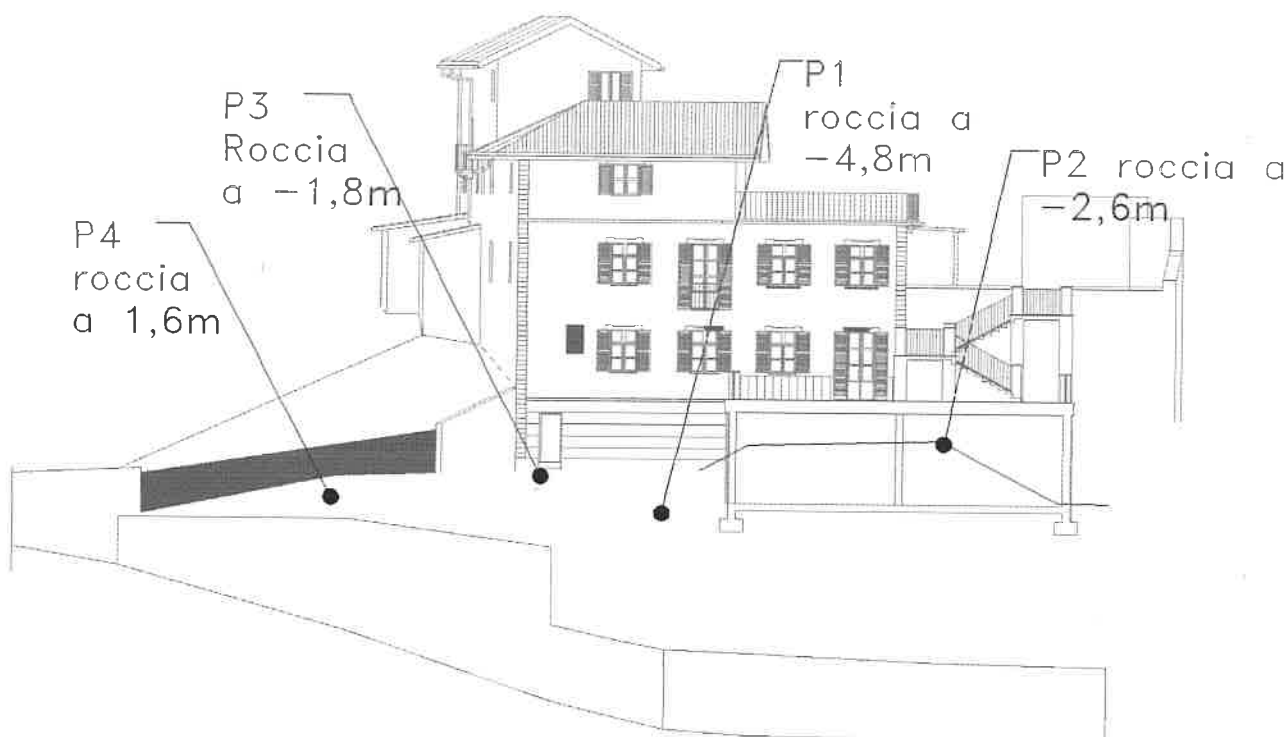 P1
roccia a
-4,8m
P3
Roccia
a -1,8m
P2 roccia a
-2,6m
P4
roccia
a 1,6m